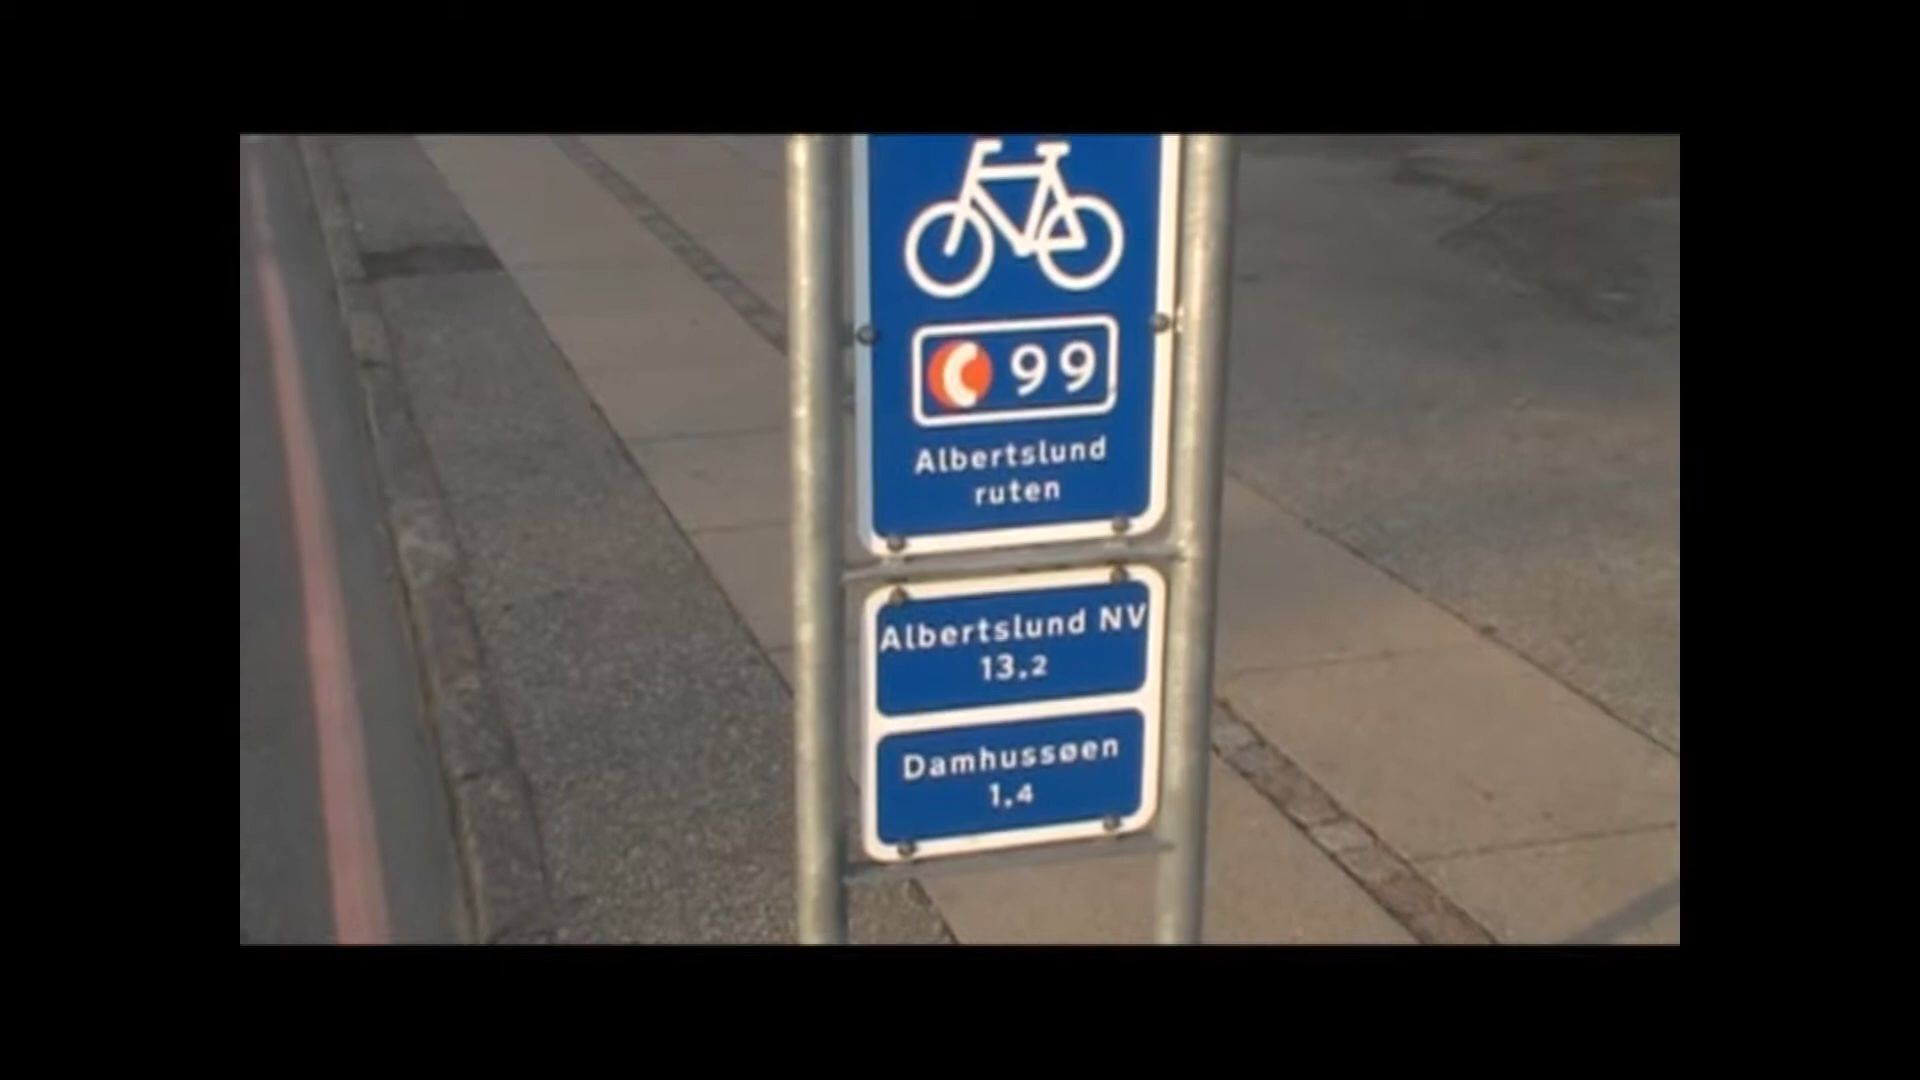 99
Albertslund
ruten
Albertslund NV
13,2
Damhussøen
1,4